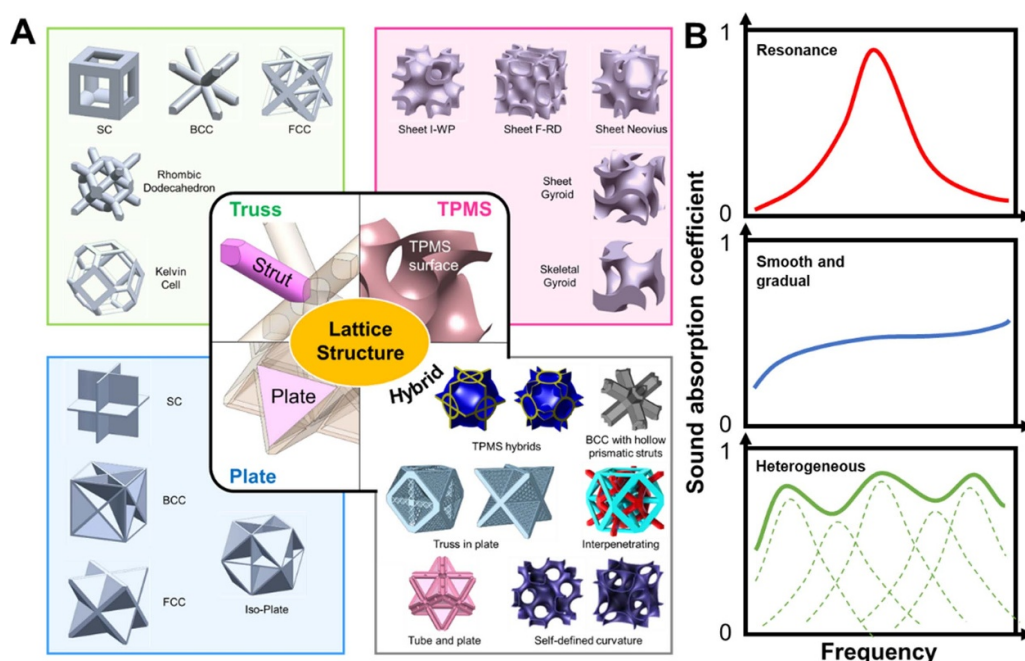 A
SC
BCC
FCC
Rhombic
Dodecahedron
Kelvin
Cell
Sheet I-WP
Sheet F-RD
Sheet Neovius
Sheet
Gyroid
Skeletal
Gyroid
Truss
TPMS
Strut
TPMS
surface
Lattice
Structure
Plate
Hybrid
Plate
SC
BCC
FCC
Iso-Plate
TPMS hybrids
BCC with hollow
prismatic struts
Truss in plate
Interpenetrating
Tube and plate
Self-defined curvature
B
Sound absorption coefficient
1
Resonance
0
1
Smooth and
gradual
0
1
Heterogeneous
0
Frequency